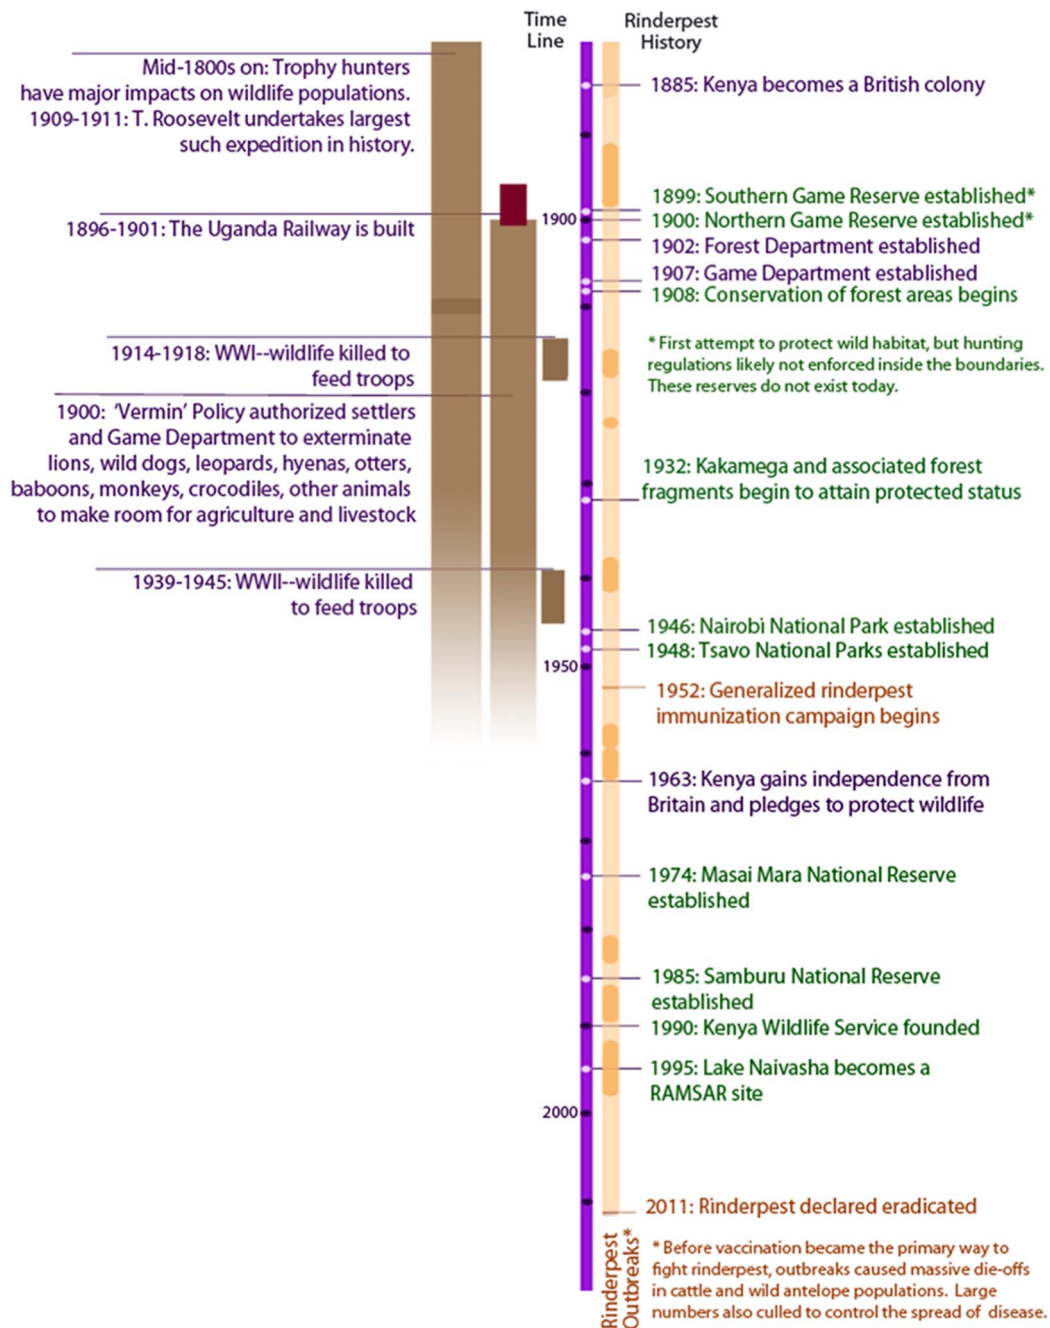 Time
Line
Rinderpest
History
Mid-1800s on: Trophy hunters
have major impacts on wildlife populations.
1909-1911: T. Roosevelt undertakes largest
such expedition in history.
1896-1901: The Uganda Railway is built
1914-1918: WWI--wildlife killed to
feed troops
1900: ‘Vermin’ Policy authorized settlers
and Game Department to exterminate
lions, wild dogs, leopards, hyenas, otters,
baboons, monkeys, crocodiles, other animals
to make room for agriculture and livestock
1939-1945: WWII--wildlife killed
to feed troops
1900
1950
2000
1885: Kenya becomes a British colony
1899: Southern Game Reserve established*
1900: Northern Game Reserve established*
1902: Forest Department established
1907: Game Department established
1908: Conservation of forest areas begins
* First attempt to protect wild habitat, but hunting
regulations likely not enforced inside the boundaries.
These reserves do not exist today.
1932: Kakamega and associated forest
fragments begin to attain protected status
1946: Nairobi National Park established
1948: Tsavo National Parks established
1952: Generalized rinderpest
immunization campaign begins
1963: Kenya gains independence from
Britain and pledges to protect wildlife
1974: Masai Mara National Reserve
established
1985: Samburu National Reserve
established
1990: Kenya Wildlife Service founded
1995: Lake Naivasha becomes a
RAMSAR site
2011: Rinderpest declared eradicated
Rinderpest
Outbreaks*
* Before vaccination became the primary way to
fight rinderpest, outbreaks caused massive die-offs
in cattle and wild antelope populations. Large
numbers also culled to control the spread of disease.